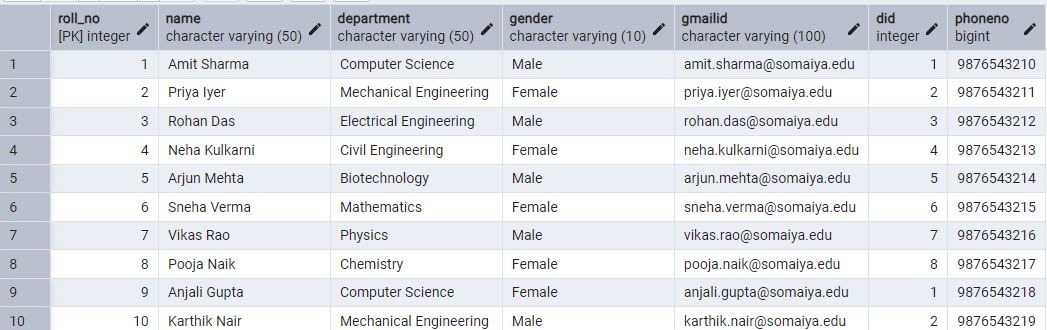 roll_no name department gender gmailid did phoneno
[PK] integer character varying (50) character varying (50) character varying (10) character varying (100) integer bigint
1 1 Amit Sharma Computer Science Male amit.sharma@somaiya.edu 1 9876543210
2 2 Priya Iyer Mechanical Engineering Female priya.iyer@somaiya.edu 2 9876543211
3 3 Rohan Das Electrical Engineering Male rohan.das@somaiya.edu 3 9876543212
4 4 Neha Kulkarni Civil Engineering Female neha.kulkarni@somaiya.edu 4 9876543213
5 5 Arjun Mehta Biotechnology Male arjun.mehta@somaiya.edu 5 9876543214
6 6 Sneha Verma Mathematics Female sneha.verma@somaiya.edu 6 9876543215
7 7 Vikas Rao Physics Male vikas.rao@somaiya.edu 7 9876543216
8 8 Pooja Naik Chemistry Female pooja.naik@somaiya.edu 8 9876543217
9 9 Anjali Gupta Computer Science Female anjali.gupta@somaiya.edu 1 9876543218
10 10 Karthik Nair Mechanical Engineering Male karthik.nair@somaiya.edu 2 9876543219